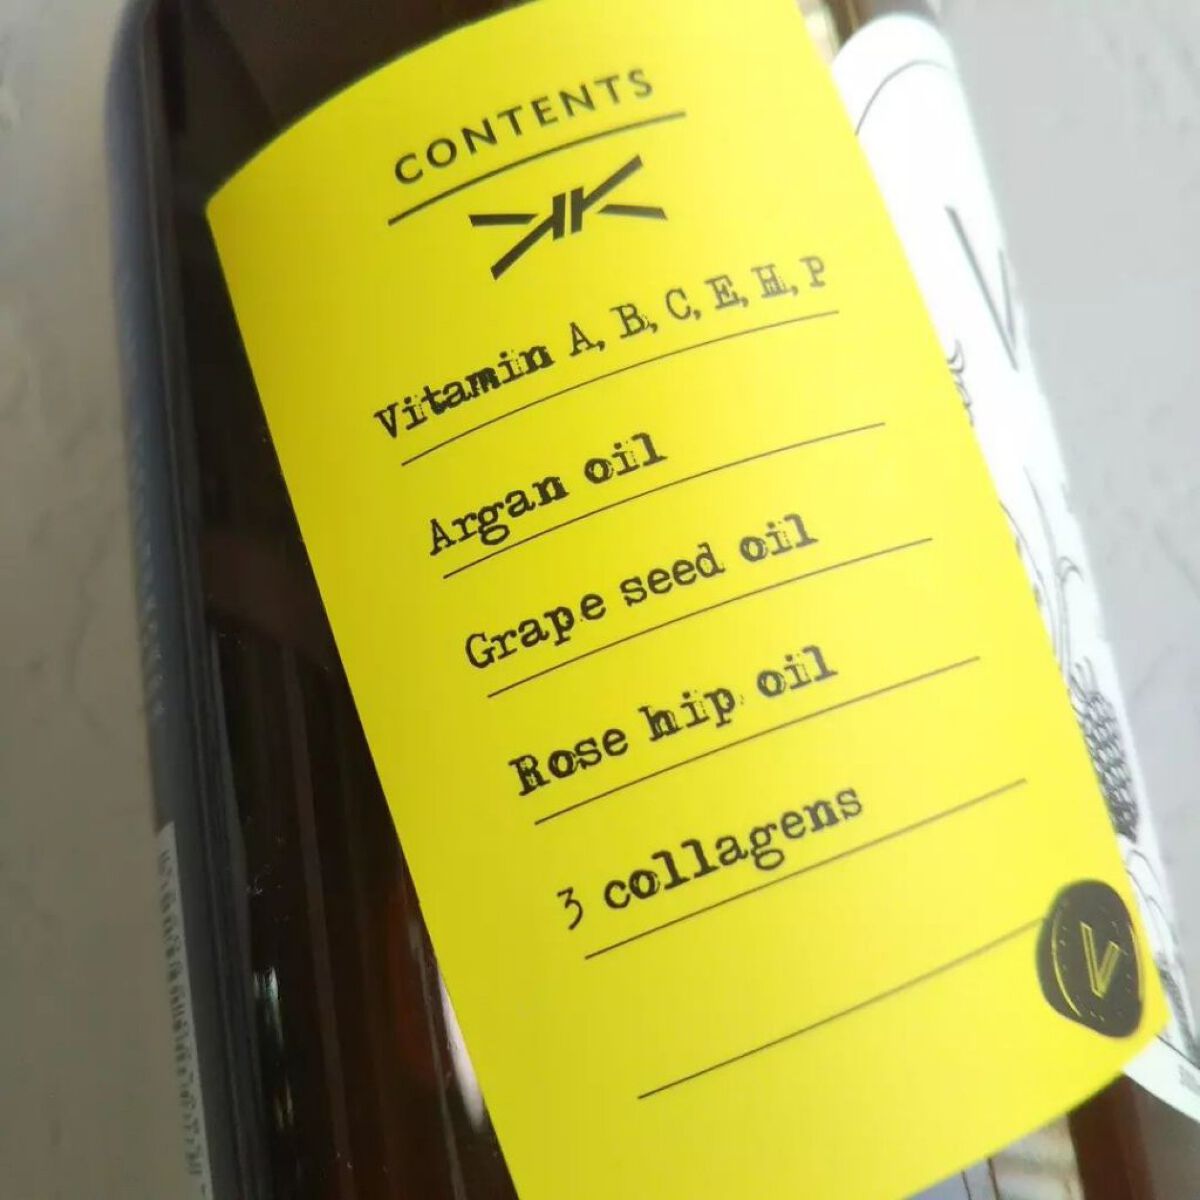 CONTENTS
Vitamin A, B, C, E, H, P
Argan oil
Grape seed oil
Rose hip oil
3 collagens
V